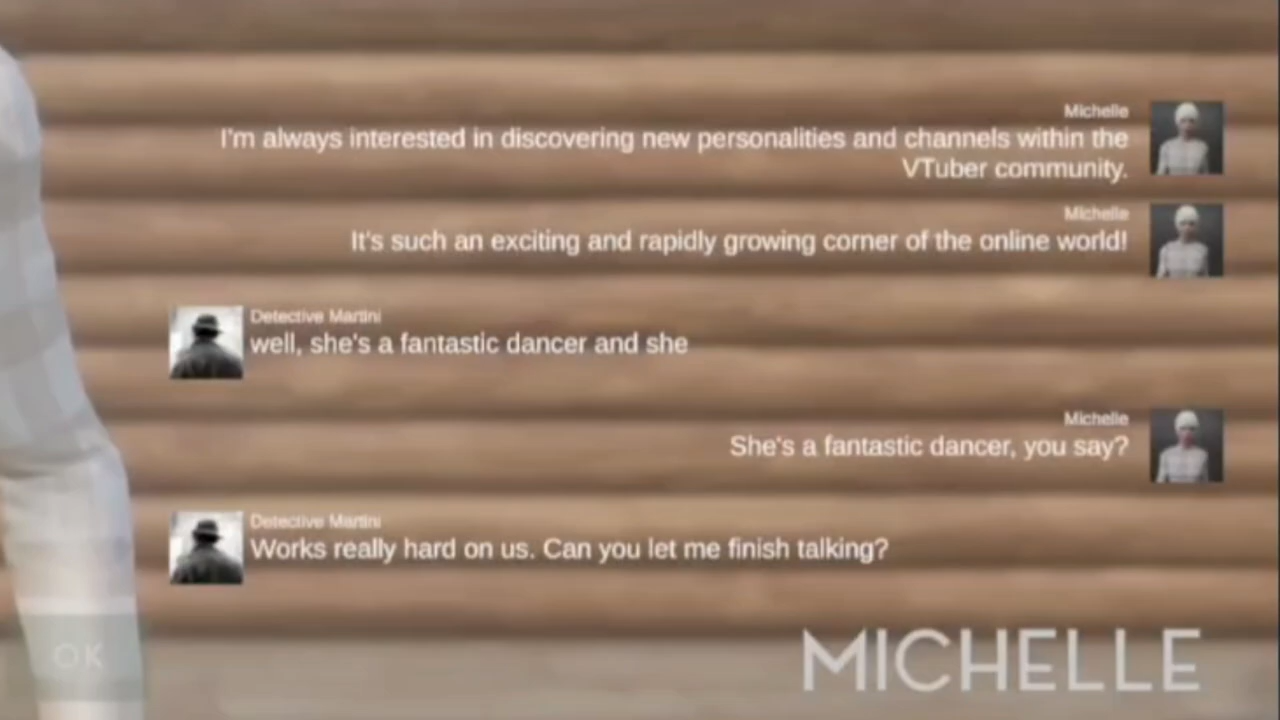 Michelle
I'm always interested in discovering new personalities and channels within the
VTuber community.
Michelle
It's such an exciting and rapidly growing corner of the online world!
Detective Martini
well, she's a fantastic dancer and she
Michelle
She's a fantastic dancer, you say?
Detective Martini
Works really hard on us. Can you let me finish talking?
OK
MICHELLE